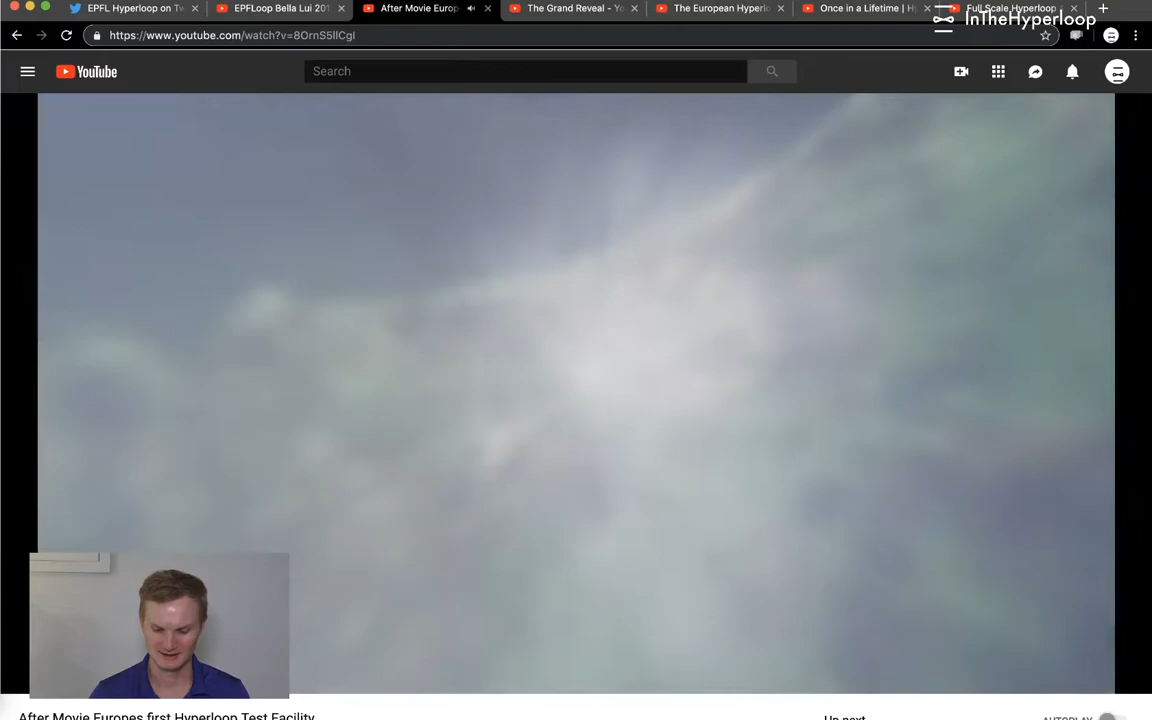 EPFL Hyperloop on Tw
EPFLoop Bella Lui 201
After Movie Europ
The Grand Reveal - Yo
The European Hyperlo
Once in a Lifetime | H
Full Scale Hyperloop
InTheHyperloop
https://www.youtube.com/watch?v=8OrnS5llCgI
YouTube
Search
After Movie Europes first Hyperloop Test Facility
Up next
AUTOPLAY